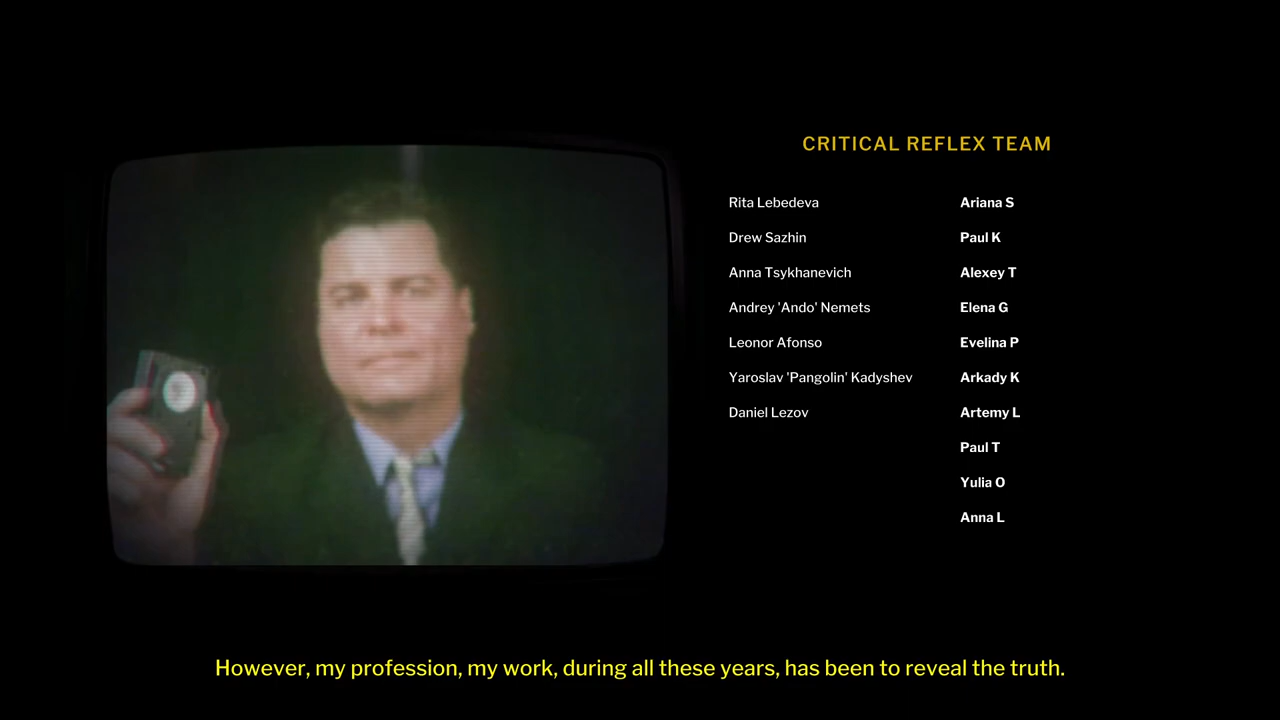 CRITICAL REFLEX TEAM
Rita Lebedeva
Drew Sazhin
Anna Tsykhanevich
Andrey 'Ando' Nemets
Leonor Afonso
Yaroslav 'Pangolin' Kadyshev
Daniel Lezov
Ariana S
Paul K
Alexey T
Elena G
Evelina P
Arkady K
Artemy L
Paul T
Yulia O
Anna L
However, my profession, my work, during all these years, has been to reveal the truth.